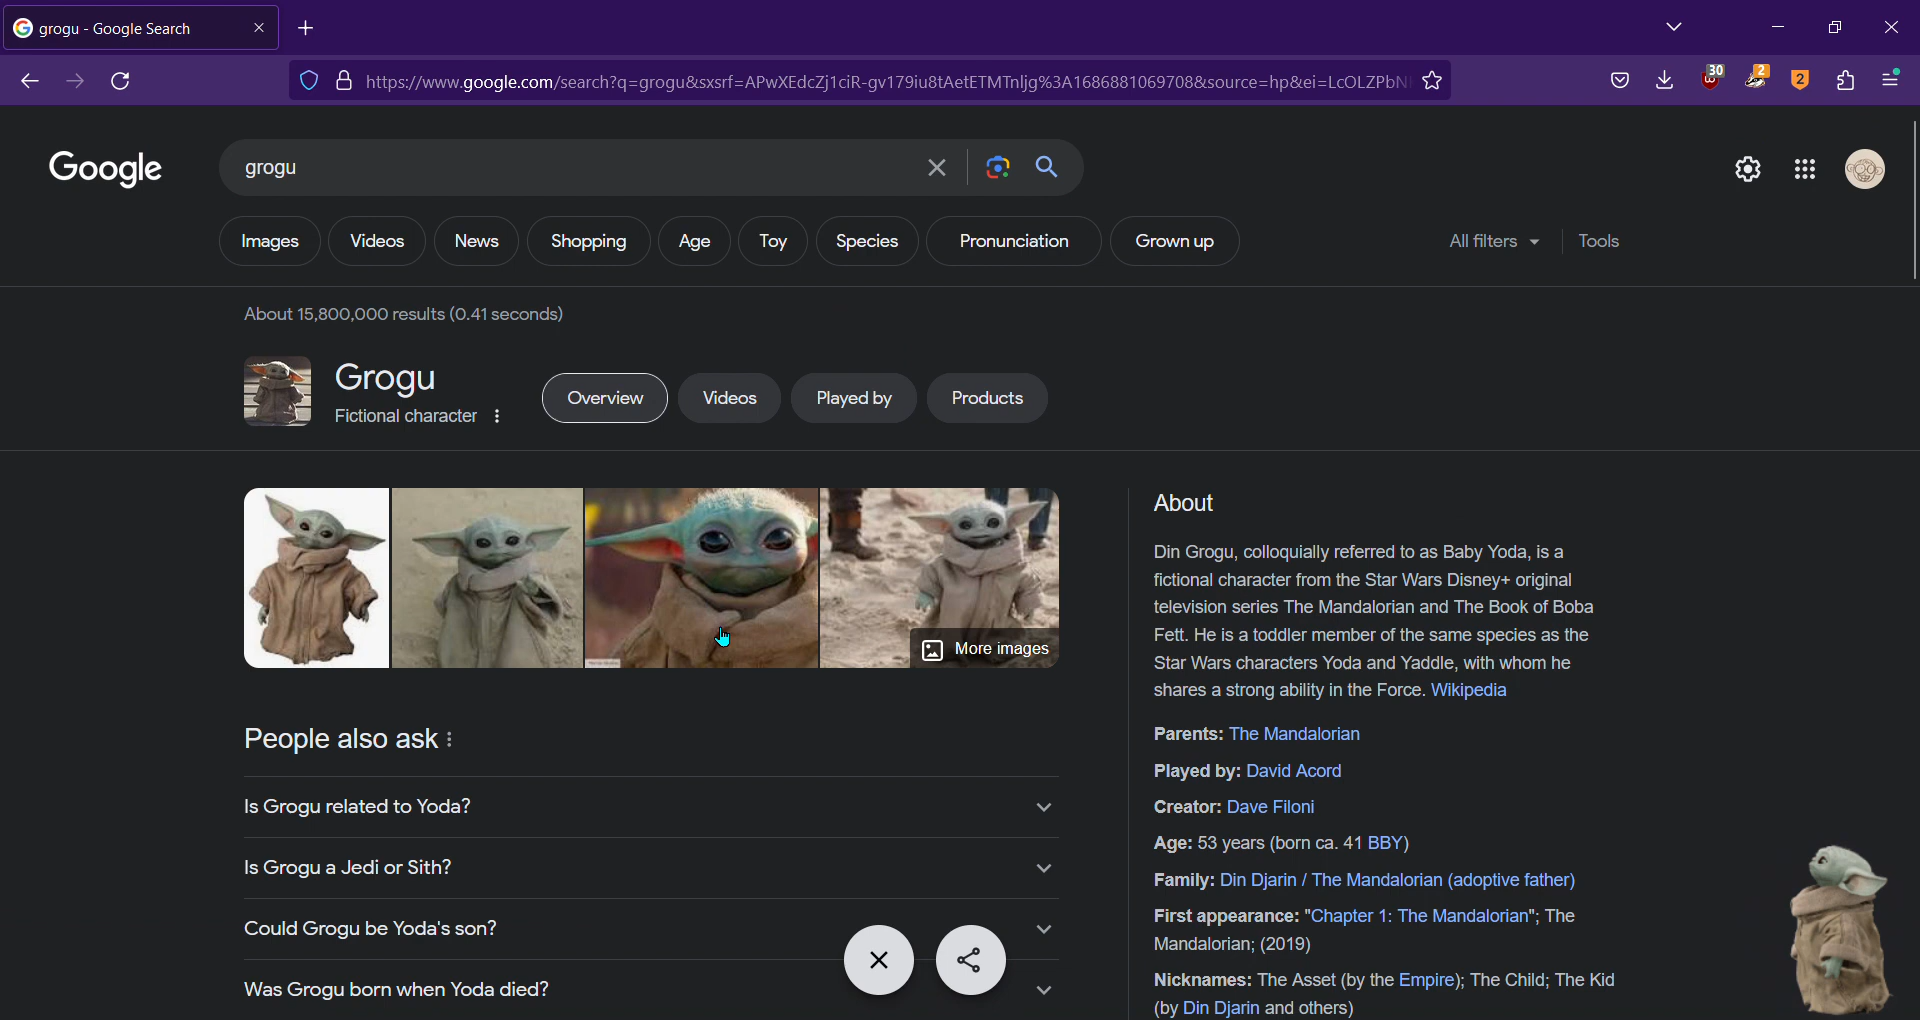 grogu - Google Search
https://www.google.com/search?q=grogu&sxsrf=APwXEdcZj1ciR-gv179iu8tAetETMTnljg%3A1686881069708&source=hp&ei=LcOLZPbN
30
2
2
Google
grogu
Images
Videos
News
Shopping
Age
Toy
Species
Pronunciation
Grown up
All filters
Tools
About 15,800,000 results (0.41 seconds)
Grogu
Fictional character
Overview
Videos
Played by
Products
More images
People also ask
Is Grogu related to Yoda?
Is Grogu a Jedi or Sith?
Could Grogu be Yoda's son?
Was Grogu born when Yoda died?
About
Din Grogu, colloquially referred to as Baby Yoda, is a
fictional character from the Star Wars Disney+ original
television series The Mandalorian and The Book of Boba
Fett. He is a toddler member of the same species as the
Star Wars characters Yoda and Yaddle, with whom he
shares a strong ability in the Force. Wikipedia
Parents: The Mandalorian
Played by: David Acord
Creator: Dave Filoni
Age: 53 years (born ca. 41 BBY)
Family: Din Djarin / The Mandalorian (adoptive father)
First appearance: "Chapter 1: The Mandalorian"; The
Mandalorian; (2019)
Nicknames: The Asset (by the Empire); The Child; The Kid
(by Din Djarin and others)